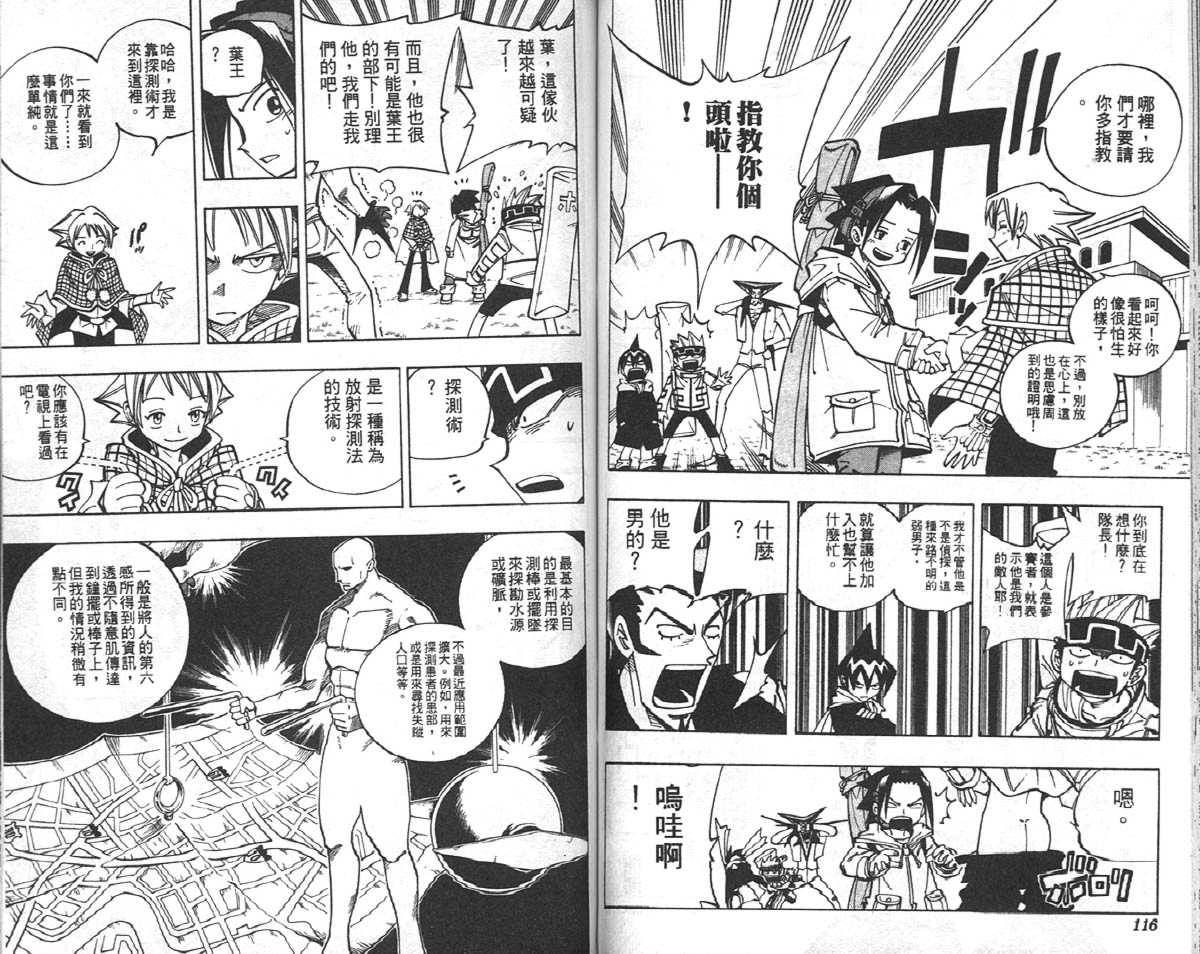 哪裡，我
們才要請
你多指教
。
指教你個
頭啦——
！
呵呵！你
看起來好
像很怕生
的樣子，
不過，別放
在心上，這
也是思慮周
到的證明哦！
你到底在
想什麼？
隊長！
這個人是參
賽者，就表
示他是我們
的敵人耶！
我才不管他是
不是偵探，這
種來路不明的
弱男子．
就算讓他加
入也幫不上
什麼忙。
什麼
？
他是
男的？
嗯。
嗚哇啊
！
116
葉，這傢伙
越來越可疑
了！
而且，他也很
有可能是葉王
的部下！別理
他，我們走我
們的吧！
葉王
？
哈哈，我是
靠探測術才
來到這裡。
一來就看到
你們了……
事情就是這
麼單純。
探測術
？
是一種稱為
放射探測法
的技術。
你應該有在
電視上看過
吧？
クイ
クイ
最基本的目
的是利用探
測棒或擺墜
來探勘水源
或礦脈，
不過最近應用範圍
擴大。例如，用來
探測患者的患部，
或是用來尋找失蹤
人口等等。
一般是將人的第六
感所得到的資訊，
透過不隨意肌傳達
到鐘擺或棒子上，
但我的情況稍微有
點不同。